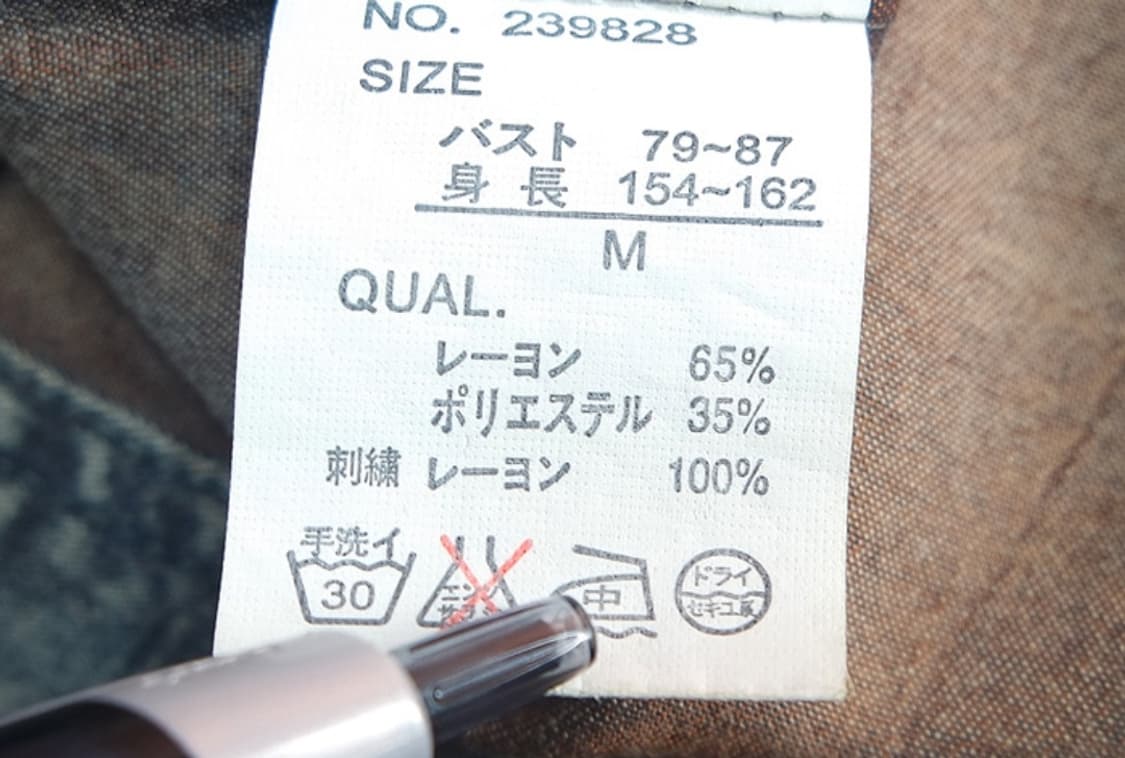 NO. 239828
SIZE
バスト 79~87
身長 154~162
M
QUAL.
レーヨン 65%
ポリエステル 35%
刺繍 レーヨン 100%
手洗イ
30
エン
中
ドライ
セキユ系